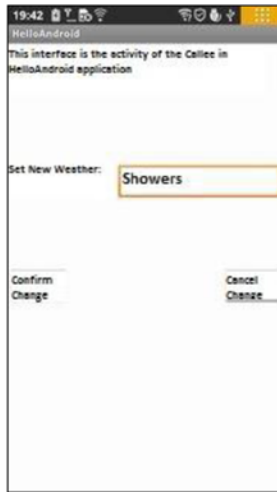 19:42
HelloAndroid
This interface is the activity of the Callee in
HelloAndroid application
Set New Weather:
Showers
Confirm
Change
Cancel
Change